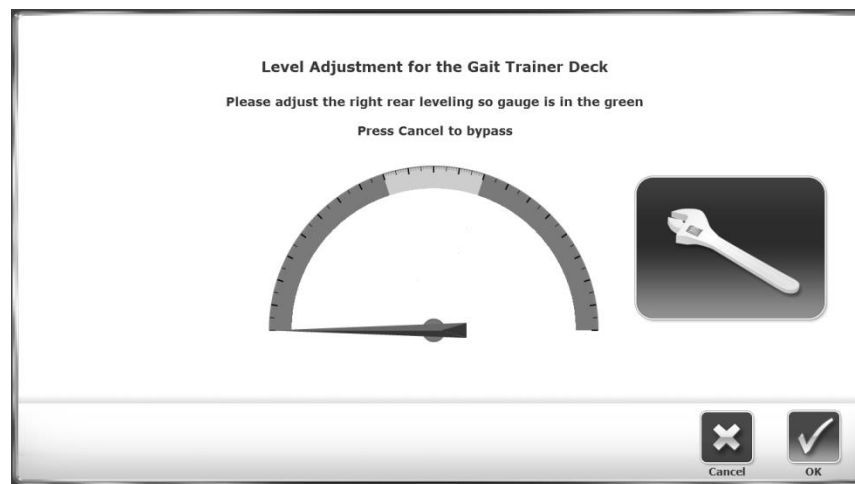 Level Adjustment for the Gait Trainer Deck
Please adjust the right rear leveling so gauge is in the green
Press Cancel to bypass
Cancel
OK